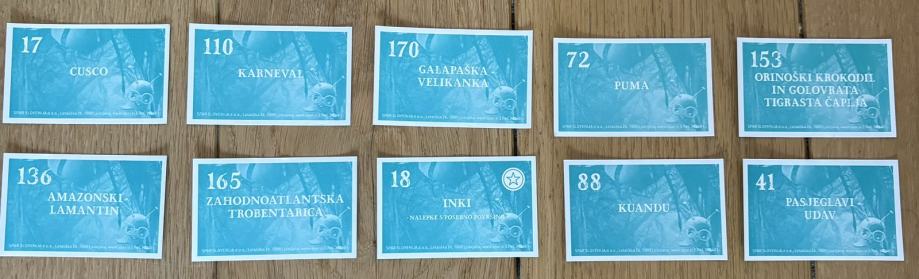 17
CUSCO
110
KARNEVAL
170
GALAPAŠKA
VELIKANKA
72
PUMA
153
ORINOŠKI KROKODIL
IN GOLOVRATA
TIGRASTA ČAPLJA
136
AMAZONSKI
LAMANTIN
165
ZAHODNOATLANTSKA
TROBENTARICA
18
INKI
NALEPKE S POSEBNO POVRŠINO
88
KUANDU
41
PASJEGLAVI
UDAV